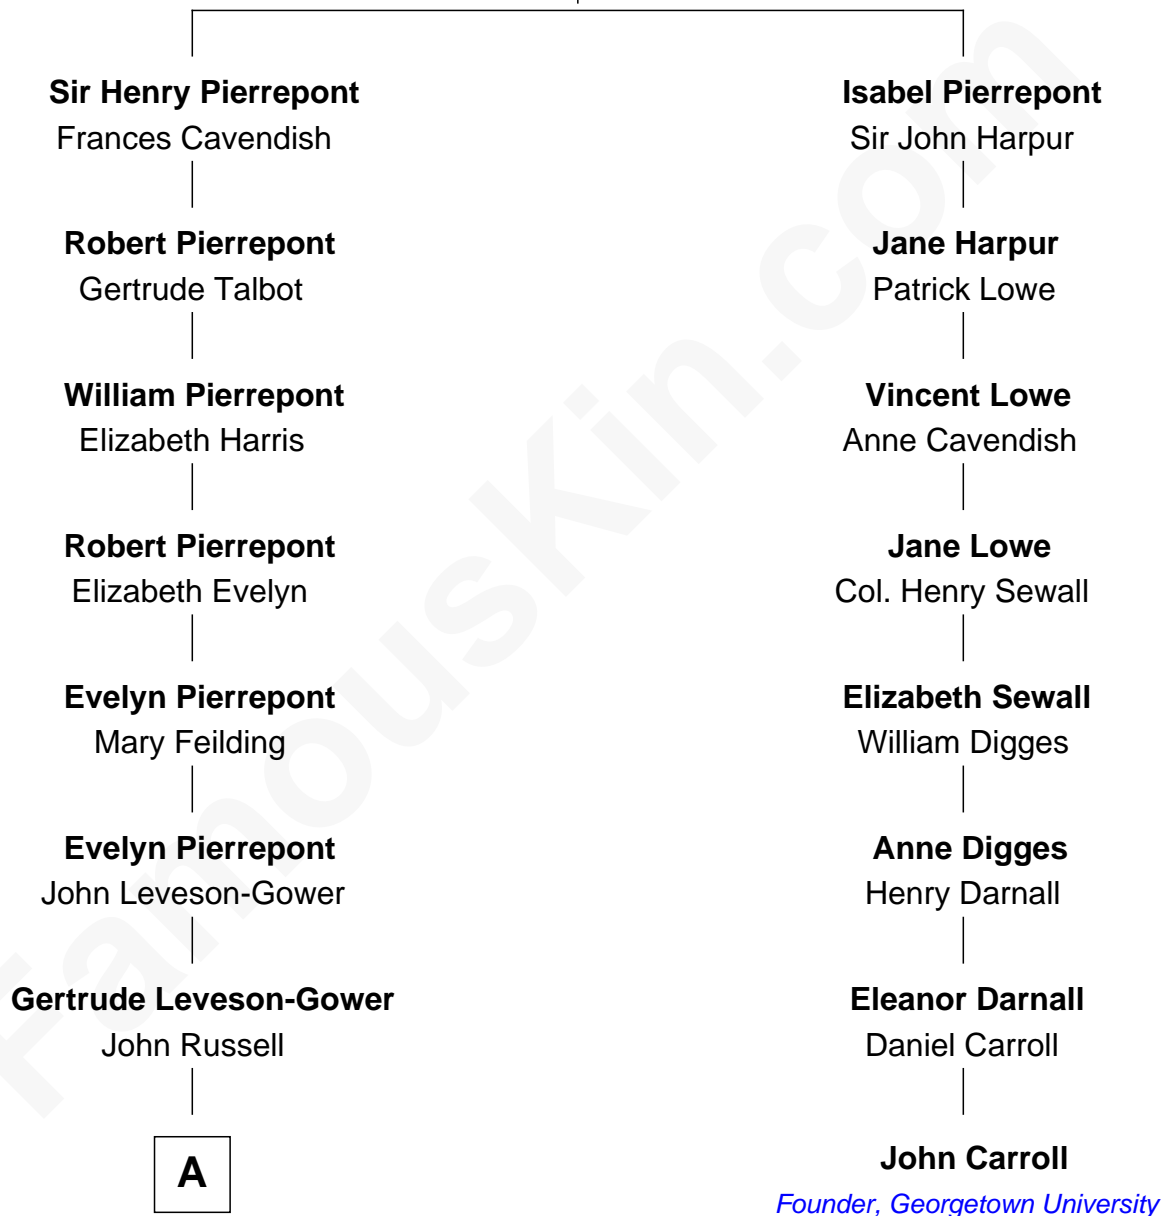 Sir Henry Pierrepont
Frances Cavendish
Robert Pierrepont
Gertrude Talbot
William Pierrepont
Elizabeth Harris
Robert Pierrepont
Elizabeth Evelyn
Evelyn Pierrepont
Mary Feilding
Evelyn Pierrepont
John Leveson-Gower
Gertrude Leveson-Gower
John Russell
A
Isabel Pierrepont
Sir John Harpur
Jane Harpur
Patrick Lowe
Vincent Lowe
Anne Cavendish
Jane Lowe
Col. Henry Sewall
Elizabeth Sewall
William Digges
Anne Digges
Henry Darnall
Eleanor Darnall
Daniel Carroll
John Carroll
Founder, Georgetown University
FamousKin.com